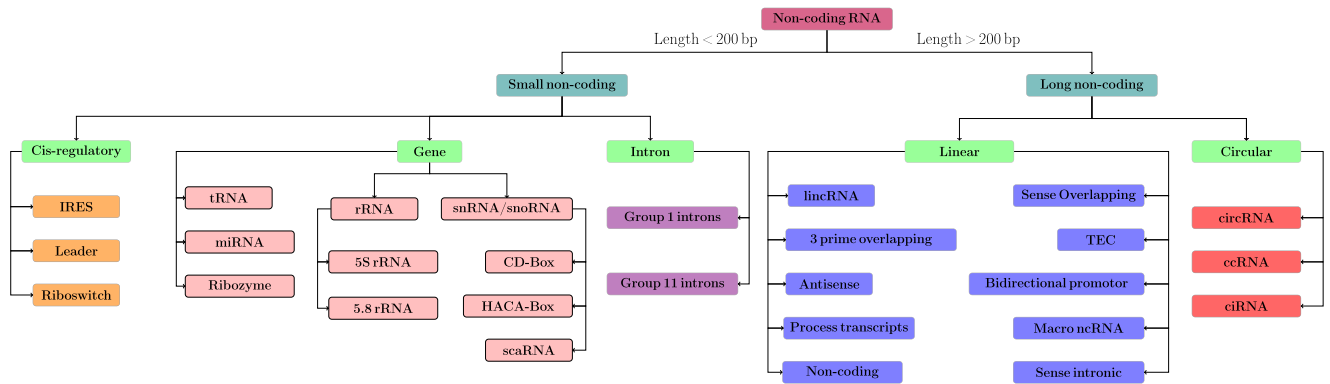 Non-coding RNA
Length < 200 bp
Length > 200 bp
Small non-coding
Long non-coding
Cis-regulatory
Gene
Intron
Linear
Circular
IRES
Leader
Riboswitch
tRNA
miRNA
Ribozyme
rRNA
5S rRNA
5.8 rRNA
snRNA/snoRNA
CD-Box
HACA-Box
scaRNA
Group 1 introns
Group 11 introns
lincRNA
3 prime overlapping
Antisense
Process transcripts
Non-coding
Sense Overlapping
TEC
Bidirectional promotor
Macro ncRNA
Sense intronic
circRNA
ccRNA
ciRNA